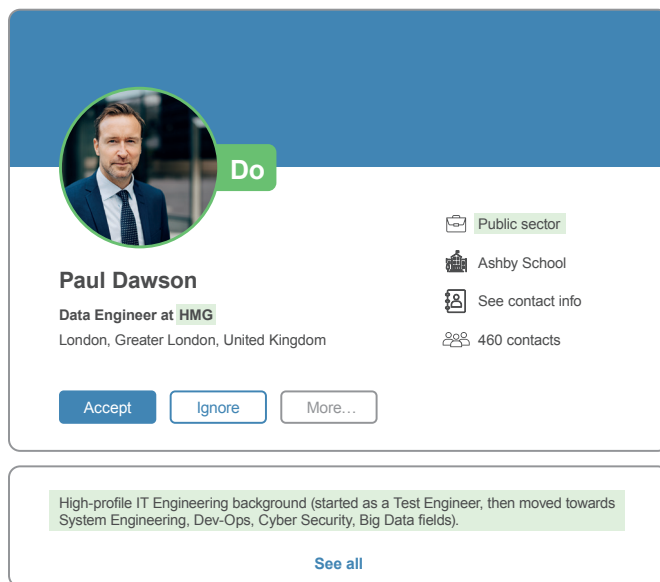 Do
Paul Dawson
Data Engineer at HMG
London, Greater London, United Kingdom
Public sector
Ashby School
See contact info
460 contacts
Accept
Ignore
More...
High-profile IT Engineering background (started as a Test Engineer, then moved towards
System Engineering, Dev-Ops, Cyber Security, Big Data fields).
See all